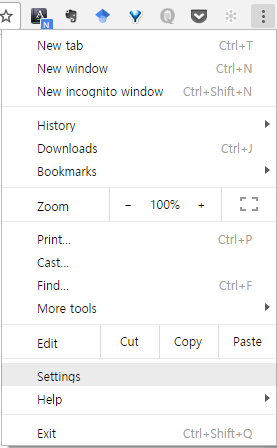 A
N
Q
New tab Ctrl+T
New window Ctrl+N
New incognito window Ctrl+Shift+N
History
Downloads Ctrl+J
Bookmarks
Zoom − 100% +
Print... Ctrl+P
Cast...
Find... Ctrl+F
More tools
Edit Cut Copy Paste
Settings
Help
Exit Ctrl+Shift+Q